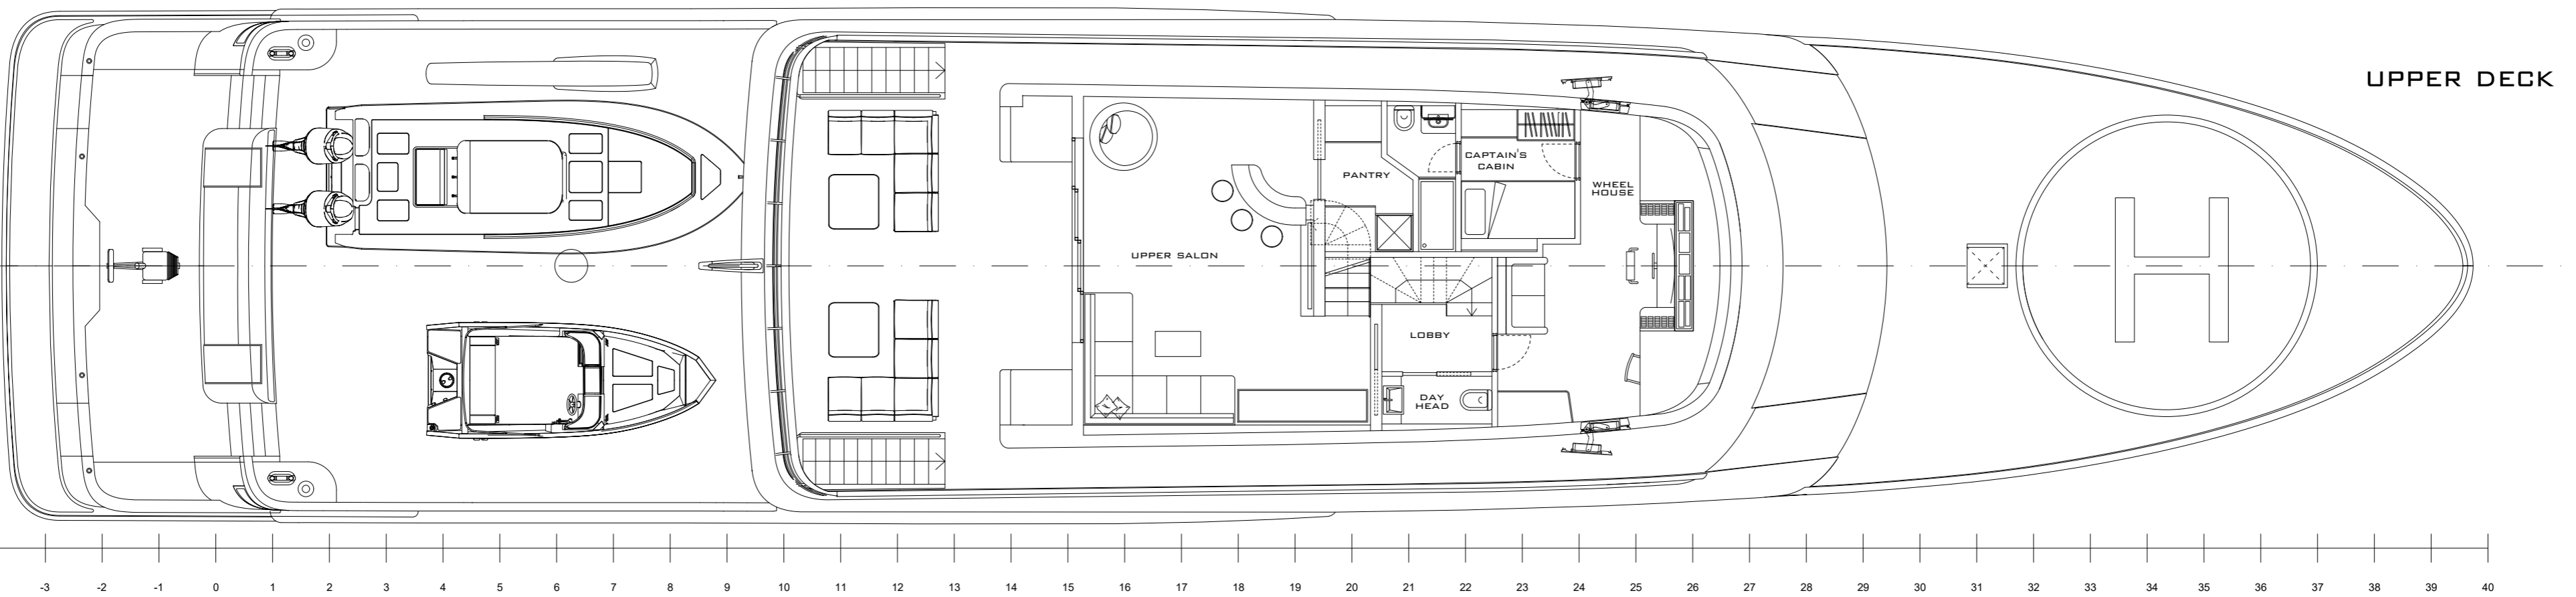 UPPER DECK
CAPTAIN'S
CABIN
PANTRY
WHEEL
HOUSE
UPPER SALON
LOBBY
DAY
HEAD
H
-3 -2 -1 0 1 2 3 4 5 6 7 8 9 10 11 12 13 14 15 16 17 18 19 20 21 22 23 24 25 26 27 28 29 30 31 32 33 34 35 36 37 38 39 40